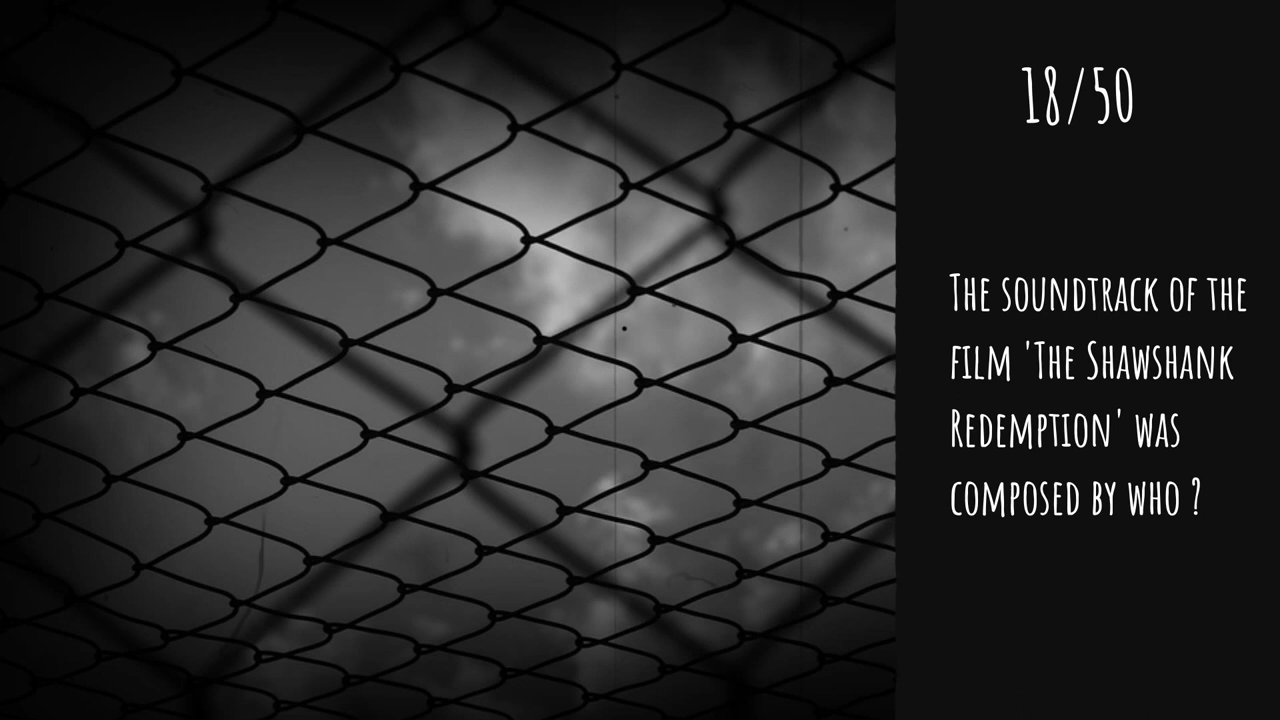 18/50
The soundtrack of the
film 'The Shawshank
Redemption' was
composed by who ?